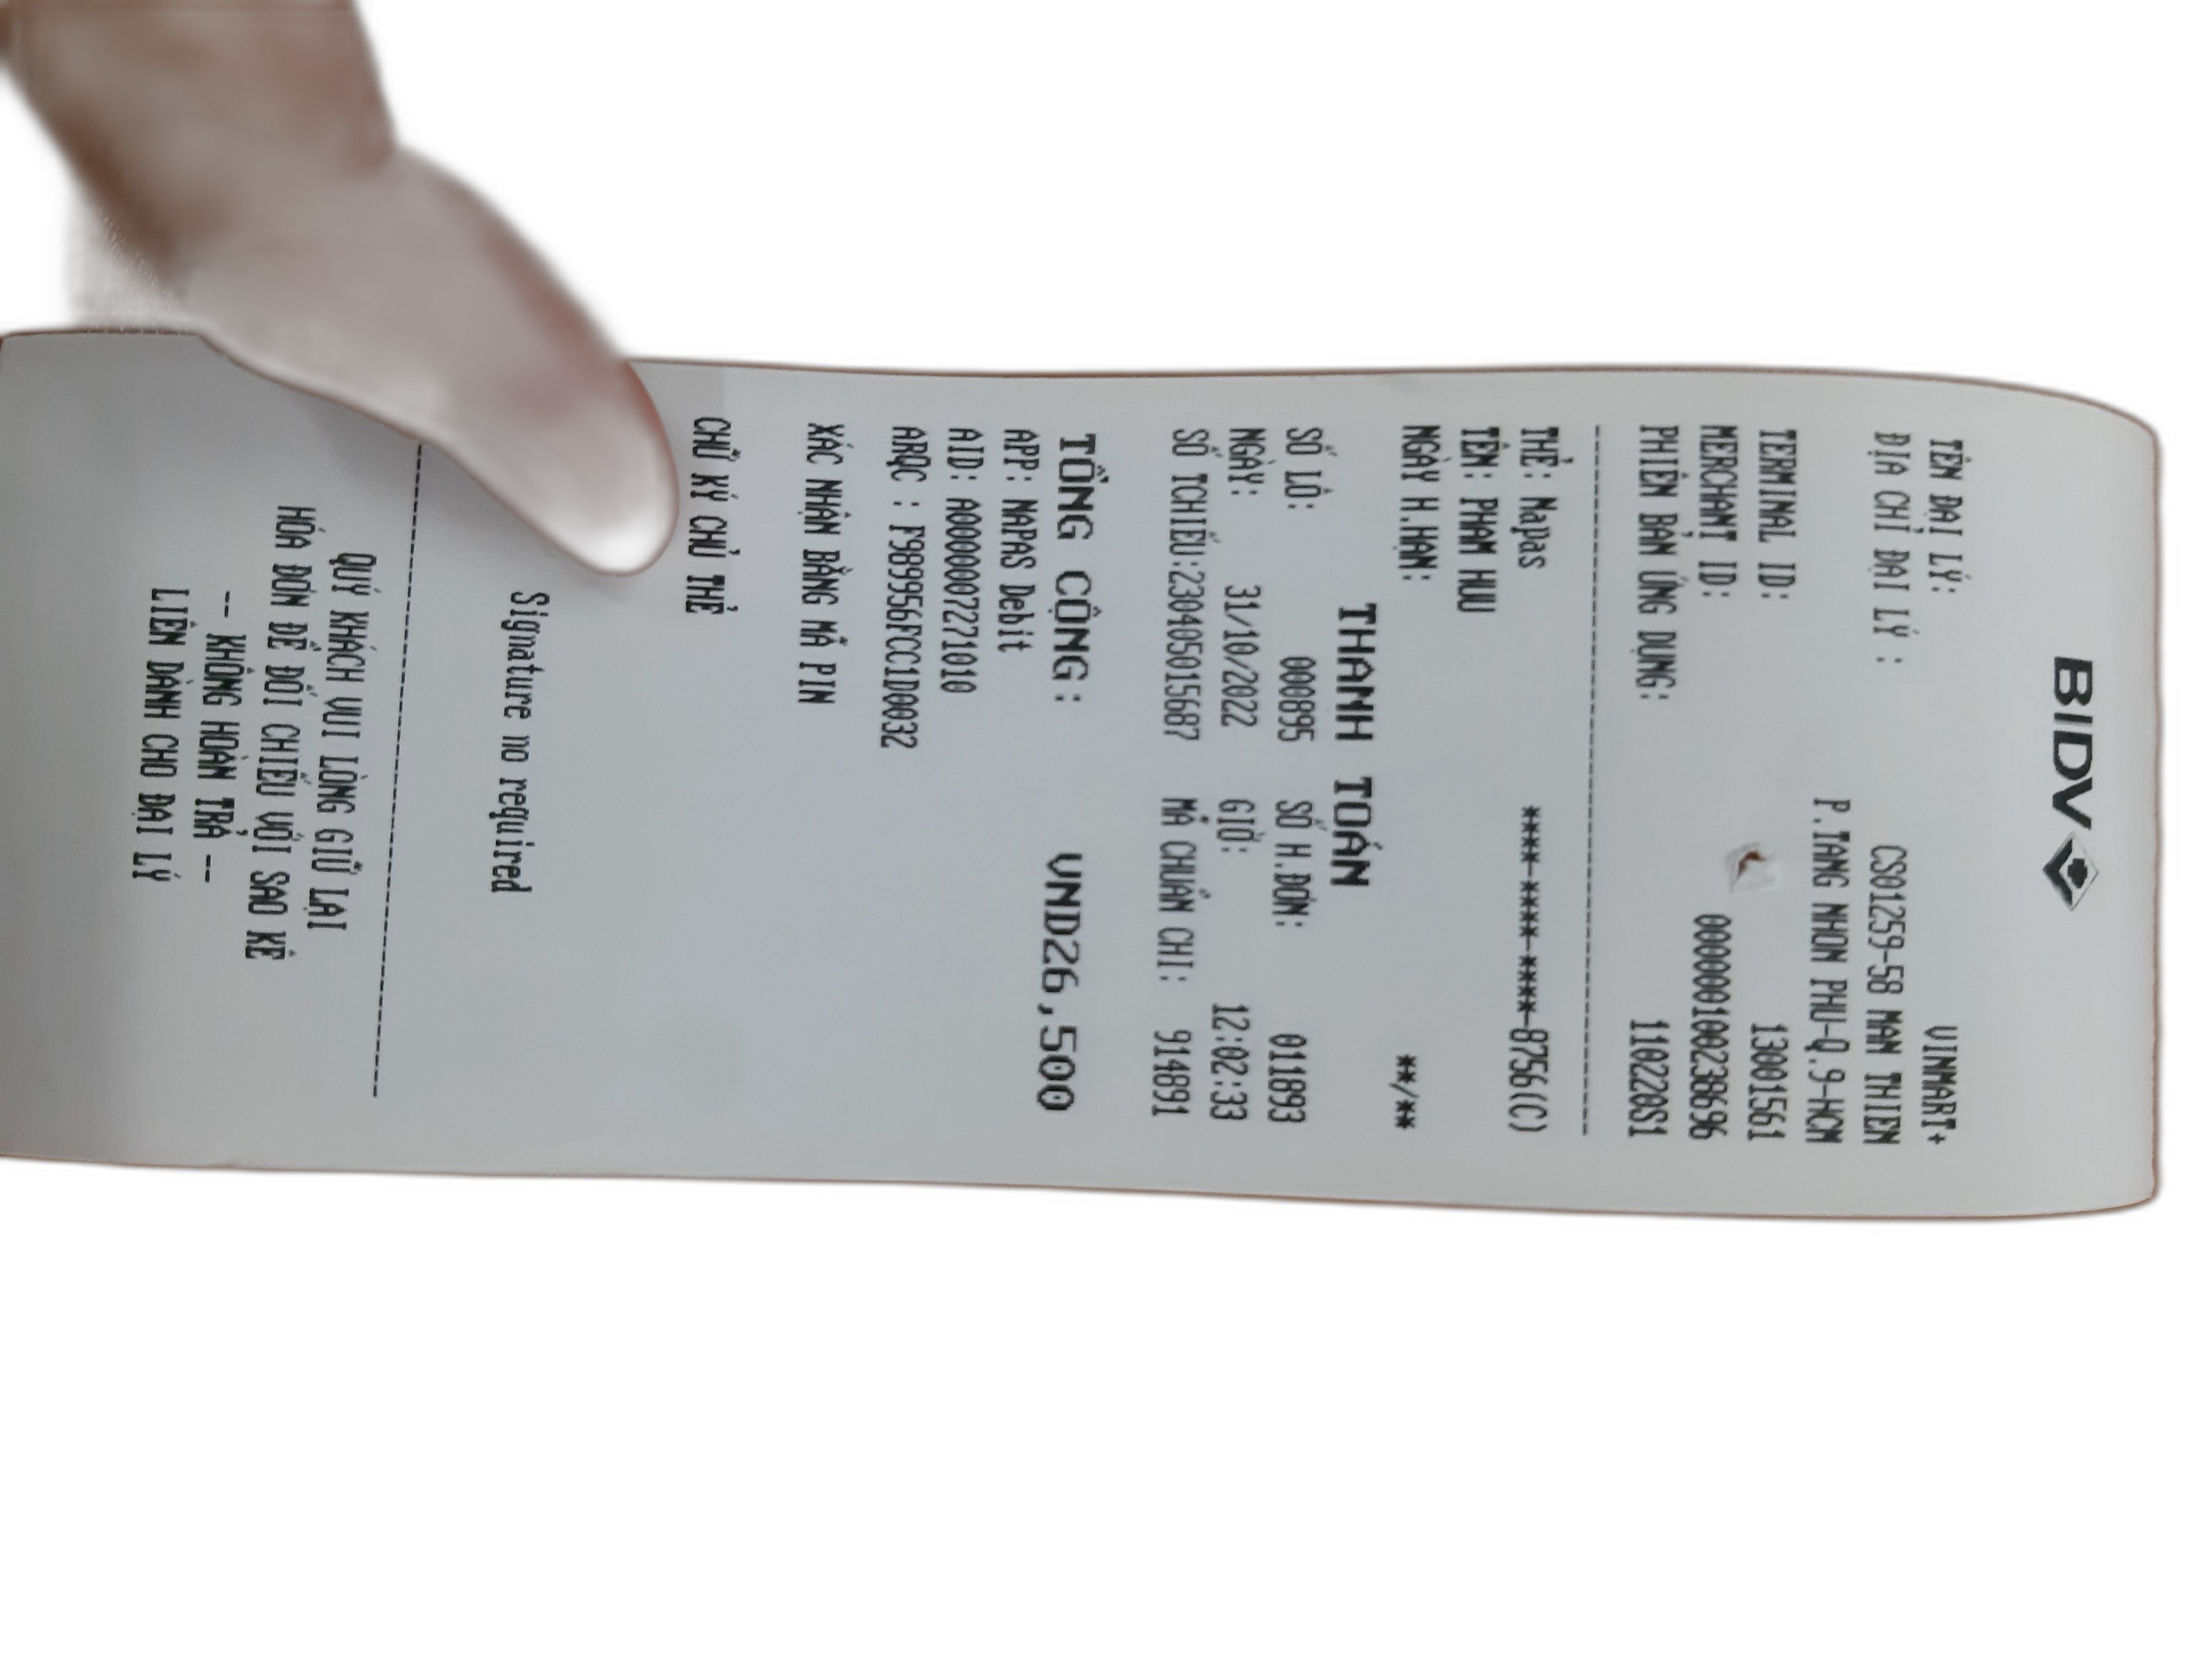 BIDV
TÊN ĐẠI LÝ: VINMART+
ĐỊA CHỈ ĐẠI LÝ : CS01259-58 MAN THIEN
P.TANG NHON PHU-Q.9-HCM
TERMINAL ID: 13001561
MERCHANT ID: 000000100238696
PHIÊN BẢN ỨNG DỤNG: 110220S1
THẺ: Napas ****-****-****-8756(C)
TÊN: PHAM HUU
NGÀY H.HẠN: **/**
THANH TOÁN
SỐ LÔ: 000895 SỐ H.ĐƠN: 011893
NGÀY: 31/10/2022 GIỜ: 12:02:33
SỐ TCHIẾU:230405015687 MÃ CHUẨN CHI: 914891
TỔNG CỘNG: VND26,500
APP: NAPAS Debit
AID: A0000007271010
ARQC : F989956FCC1D0032
XÁC NHẬN BẰNG MÃ PIN
CHỮ KÝ CHỦ THẺ
Signature no required
QUÝ KHÁCH VUI LÒNG GIỮ LẠI
HÓA ĐƠN ĐỂ ĐỐI CHIẾU VỚI SAO KÊ
-- KHÔNG HOÀN TRẢ --
LIÊN DÀNH CHO ĐẠI LÝ